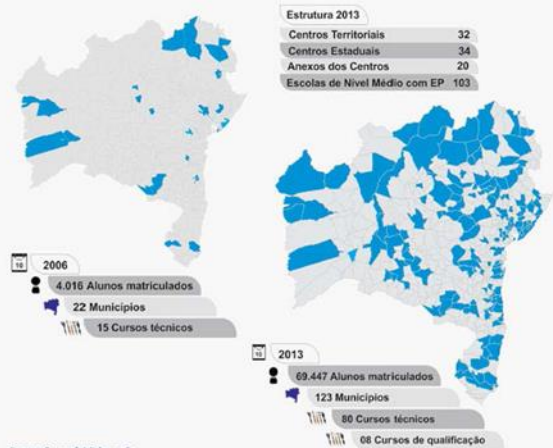 Estrutura 2013
Centros Territoriais 32
Centros Estaduais 34
Anexos dos Centros 20
Escolas de Nível Médio com EP 103
2006
4.016 Alunos matriculados
22 Municípios
15 Cursos técnicos
2013
69.447 Alunos matriculados
123 Municípios
80 Cursos técnicos
08 Cursos de qualificação